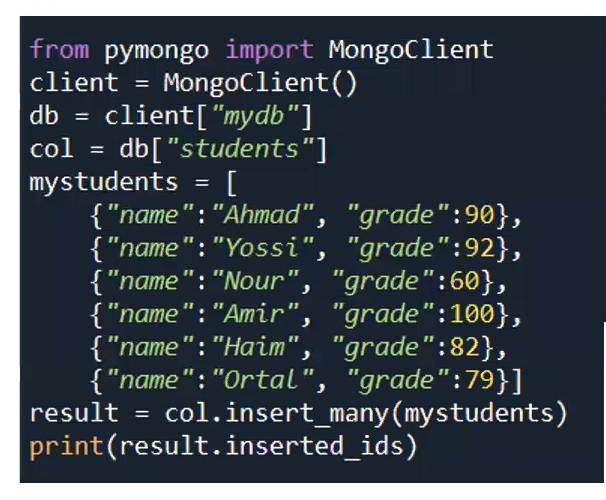 from pymongo import MongoClient
client = MongoClient()
db = client["mydb"]
col = db["students"]
mystudents = [
    {"name":"Ahmad", "grade":90},
    {"name":"Yossi", "grade":92},
    {"name":"Nour", "grade":60},
    {"name":"Amir", "grade":100},
    {"name":"Haim", "grade":82},
    {"name":"Ortal", "grade":79}]
result = col.insert_many(mystudents)
print(result.inserted_ids)